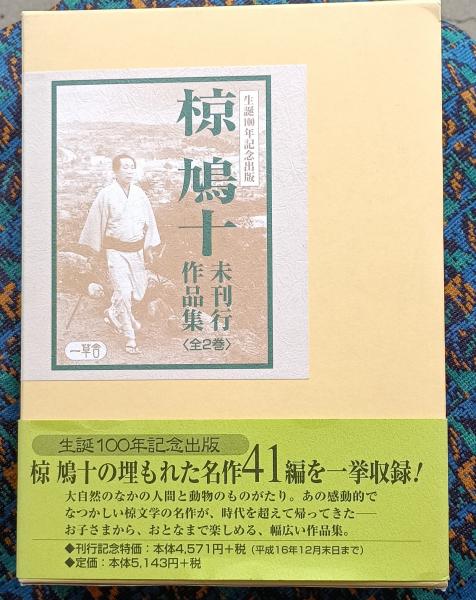 生誕100年記念出版
椋 鳩十
未刊行
作品集
〈全2巻〉
一草舎
生誕100年記念出版
椋 鳩十の埋もれた名作41編を一挙収録!
大自然のなかの人間と動物のものがたり。あの感動的で
なつかしい椋文学の名作が、時代を超えて帰ってきた──
お子さまから、おとなまで楽しめる、幅広い作品集。
◆刊行記念特価:本体4,571円+税(平成16年12月末日まで)
◆定価:本体5,143円+税